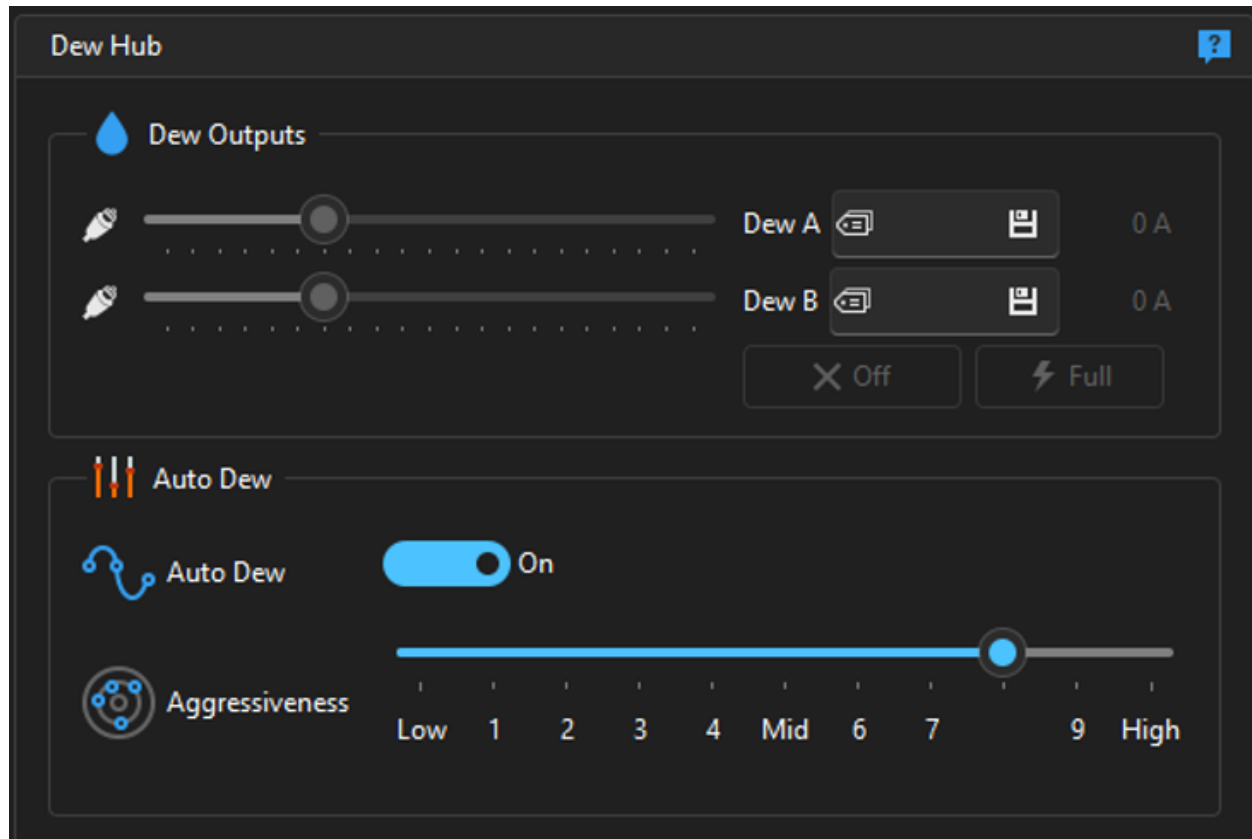 Dew Hub
?
Dew Outputs
Dew A 0 A
Dew B 0 A
Off Full
Auto Dew
Auto Dew On
Aggressiveness
Low 1 2 3 4 Mid 6 7 9 High